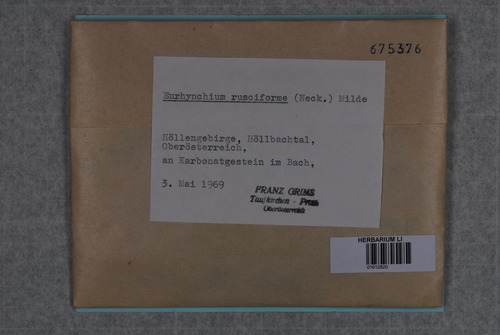 675376
Eurhynchium rusciforme (Neck.) Milde
Höllengebirge, Höllbachtal,
Oberösterreich,
an Karbonatgestein im Bach,
3. Mai 1969
FRANZ GRIMS
Taufkirchen - Pram
Oberösterreich
HERBARIUM LI